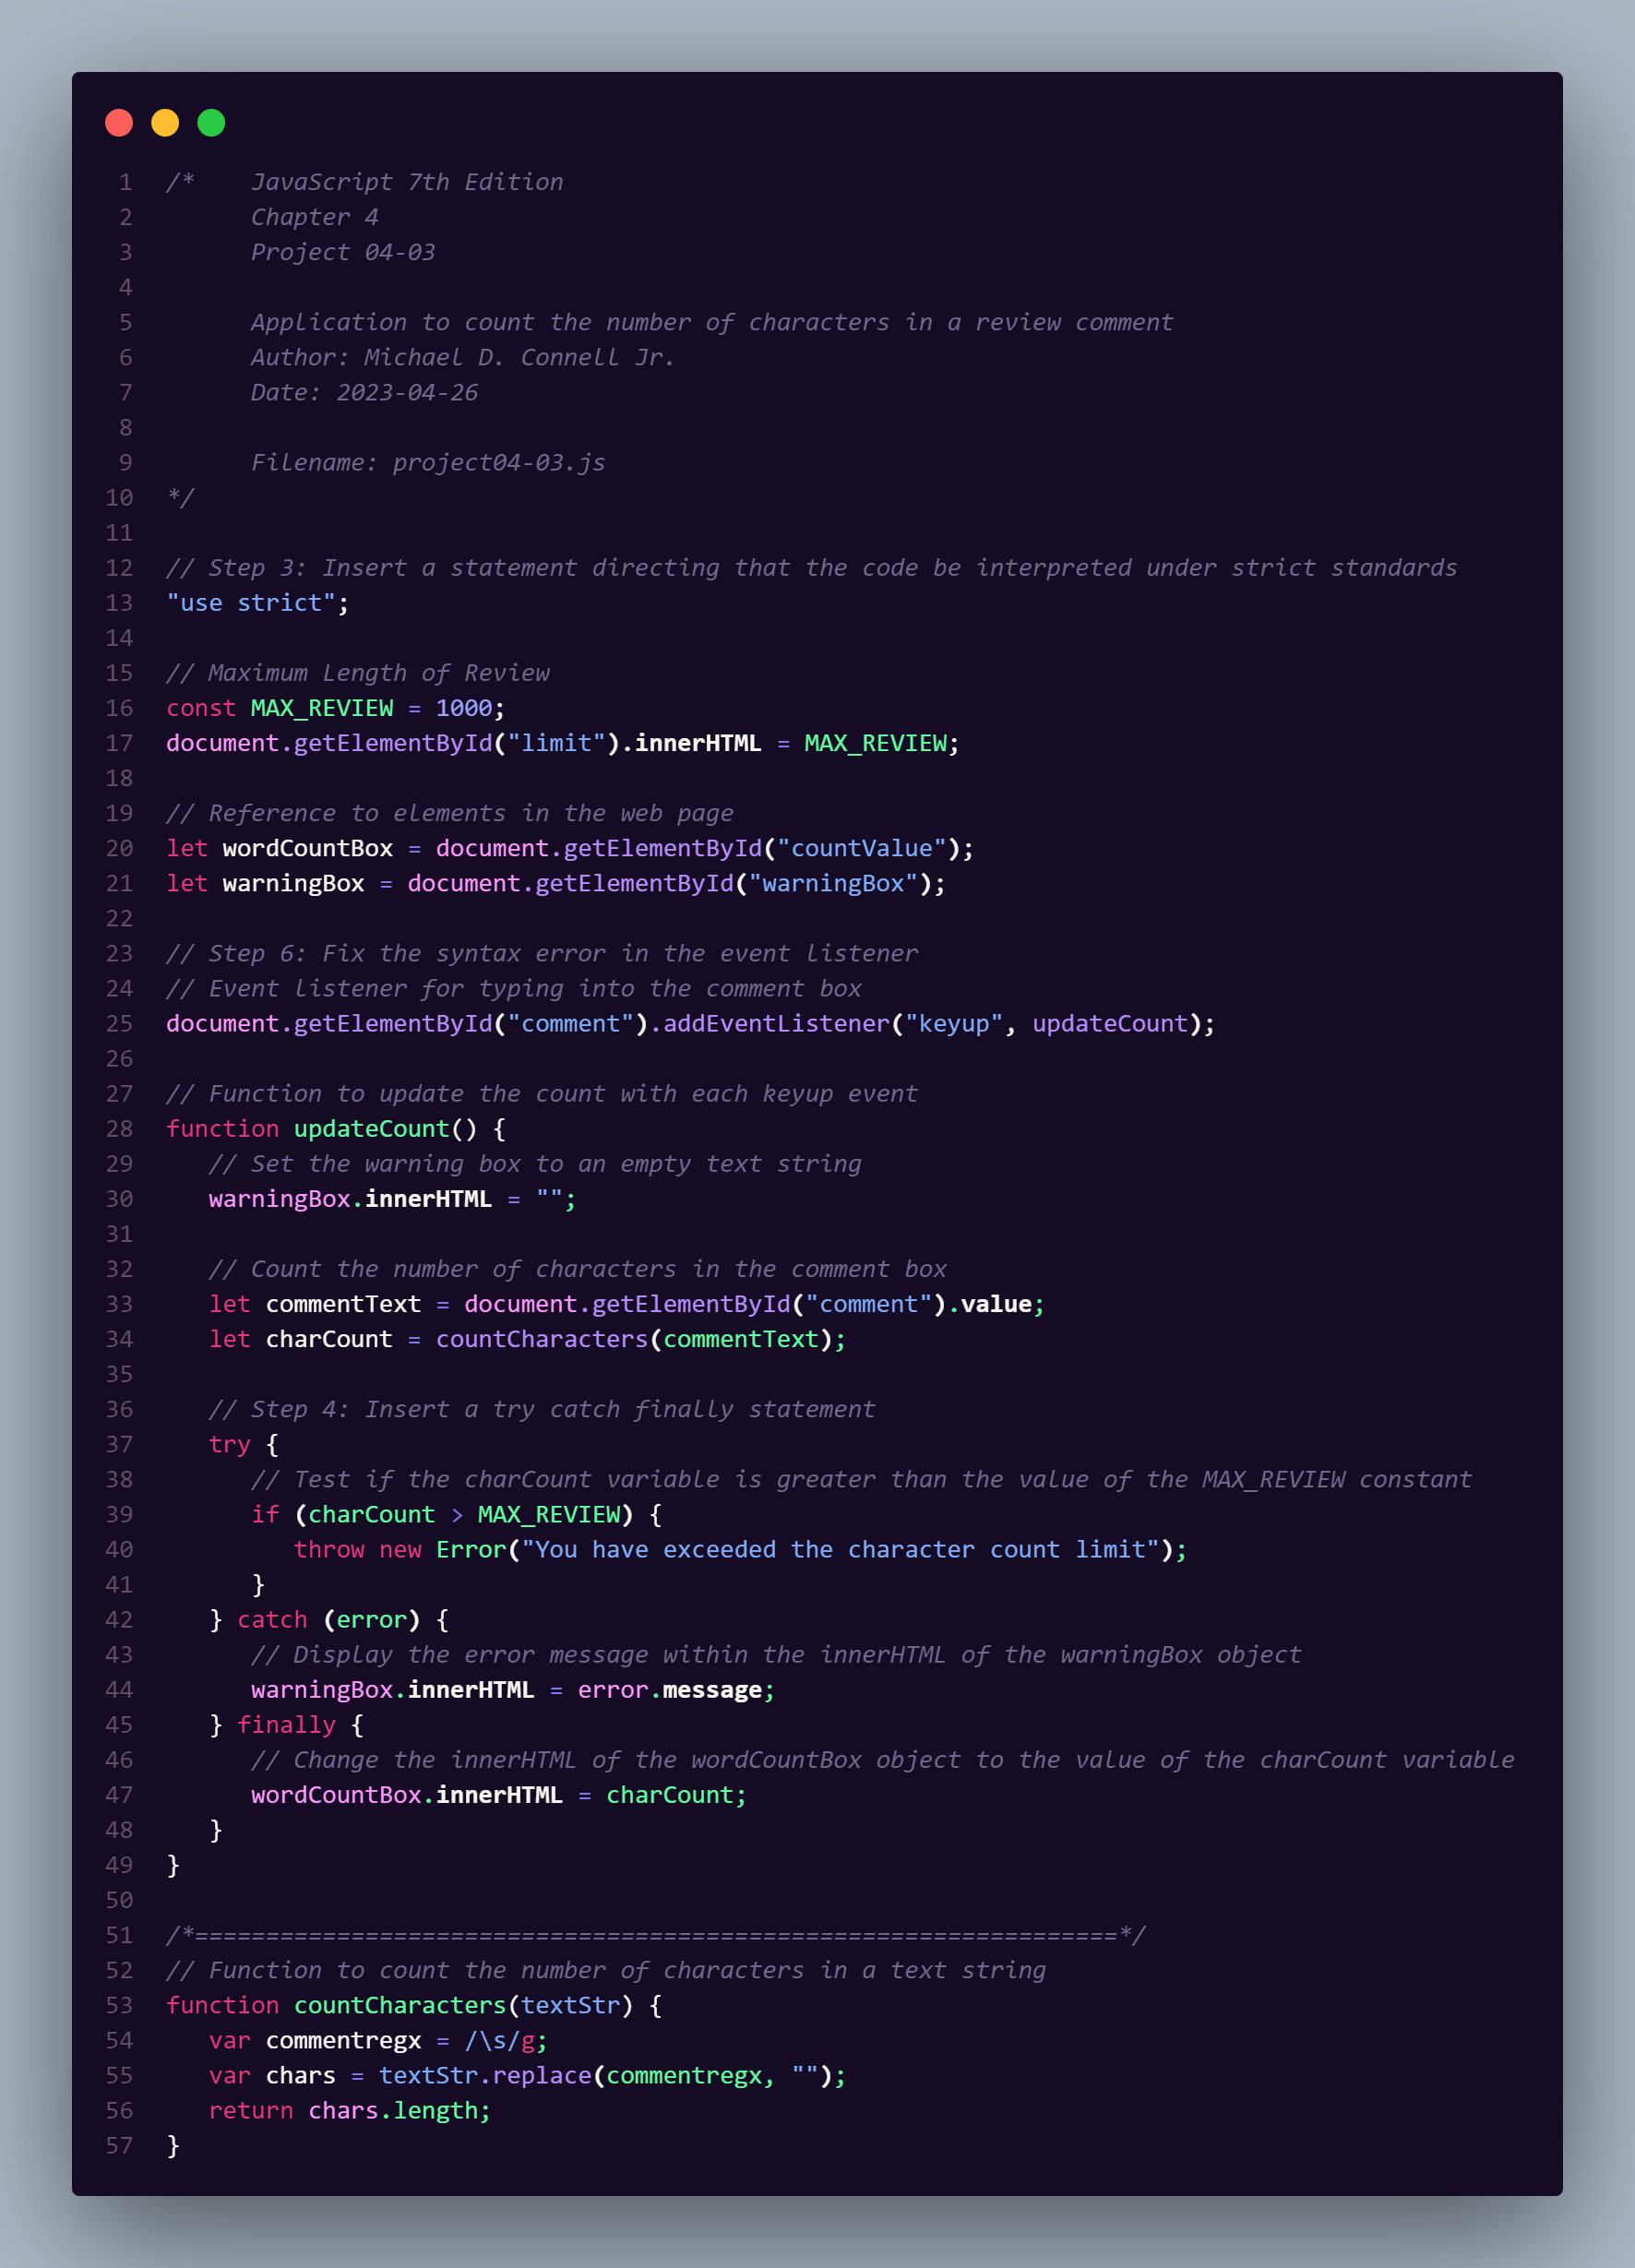 1 /*    JavaScript 7th Edition
2       Chapter 4
3       Project 04-03
4
5       Application to count the number of characters in a review comment
6       Author: Michael D. Connell Jr.
7       Date: 2023-04-26
8
9       Filename: project04-03.js
10 */
11
12 // Step 3: Insert a statement directing that the code be interpreted under strict standards
13 "use strict";
14
15 // Maximum Length of Review
16 const MAX_REVIEW = 1000;
17 document.getElementById("limit").innerHTML = MAX_REVIEW;
18
19 // Reference to elements in the web page
20 let wordCountBox = document.getElementById("countValue");
21 let warningBox = document.getElementById("warningBox");
22
23 // Step 6: Fix the syntax error in the event listener
24 // Event listener for typing into the comment box
25 document.getElementById("comment").addEventListener("keyup", updateCount);
26
27 // Function to update the count with each keyup event
28 function updateCount() {
29    // Set the warning box to an empty text string
30    warningBox.innerHTML = "";
31
32    // Count the number of characters in the comment box
33    let commentText = document.getElementById("comment").value;
34    let charCount = countCharacters(commentText);
35
36    // Step 4: Insert a try catch finally statement
37    try {
38       // Test if the charCount variable is greater than the value of the MAX_REVIEW constant
39       if (charCount > MAX_REVIEW) {
40          throw new Error("You have exceeded the character count limit");
41       }
42    } catch (error) {
43       // Display the error message within the innerHTML of the warningBox object
44       warningBox.innerHTML = error.message;
45    } finally {
46       // Change the innerHTML of the wordCountBox object to the value of the charCount variable
47       wordCountBox.innerHTML = charCount;
48    }
49 }
50
51 /*=================================================================*/
52 // Function to count the number of characters in a text string
53 function countCharacters(textStr) {
54    var commentregx = /\s/g;
55    var chars = textStr.replace(commentregx, "");
56    return chars.length;
57 }